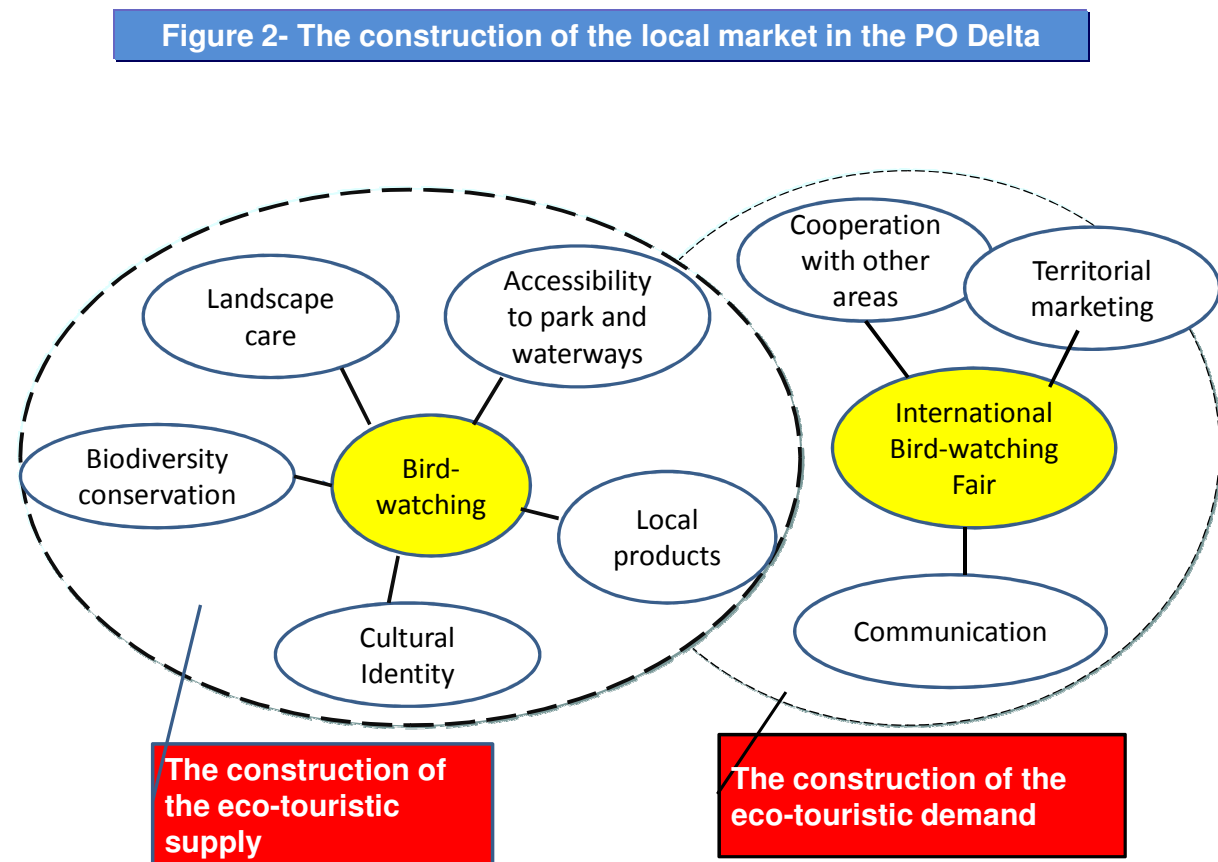 Figure 2- The construction of the local market in the PO Delta
Landscape
care
Accessibility
to park and
waterways
Biodiversity
conservation
Bird-
watching
Local
products
Cultural
Identity
Cooperation
with other
areas
Territorial
marketing
International
Bird-watching
Fair
Communication
The construction of
the eco-touristic
supply
The construction of the
eco-touristic demand